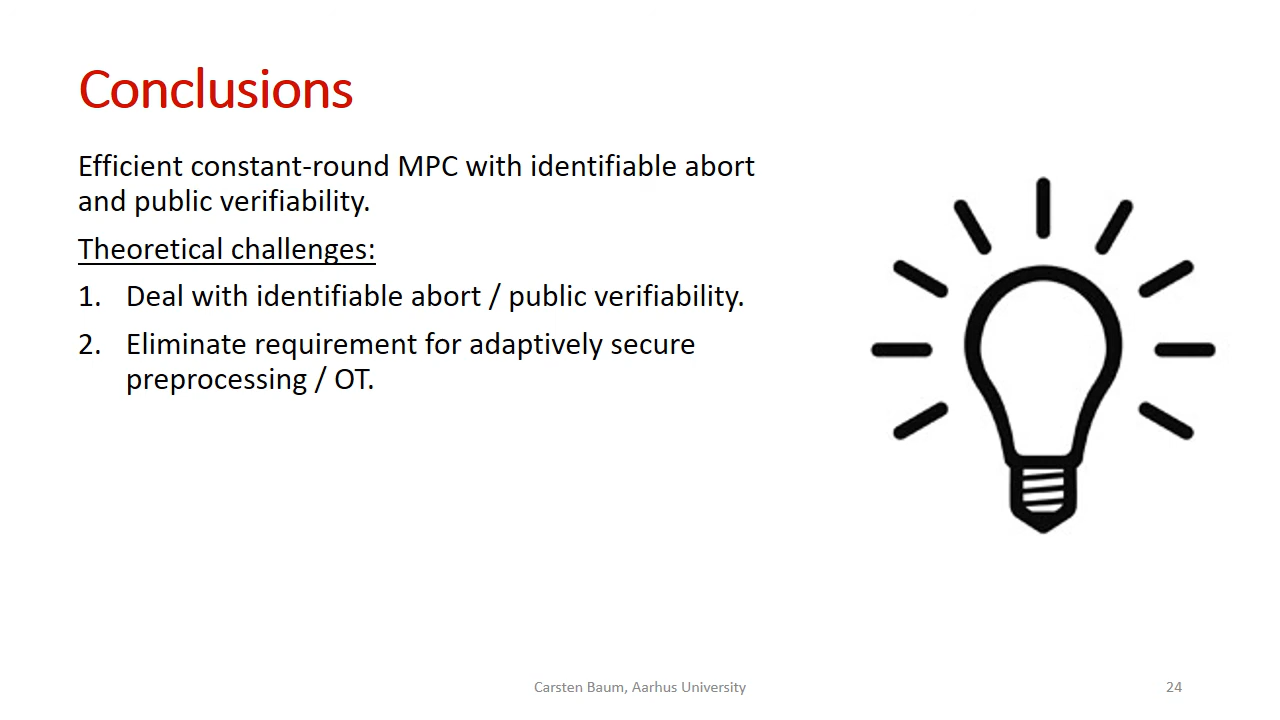 Conclusions
Efficient constant-round MPC with identifiable abort
and public verifiability.
Theoretical challenges:
1. Deal with identifiable abort / public verifiability.
2. Eliminate requirement for adaptively secure
preprocessing / OT.
Carsten Baum, Aarhus University
24